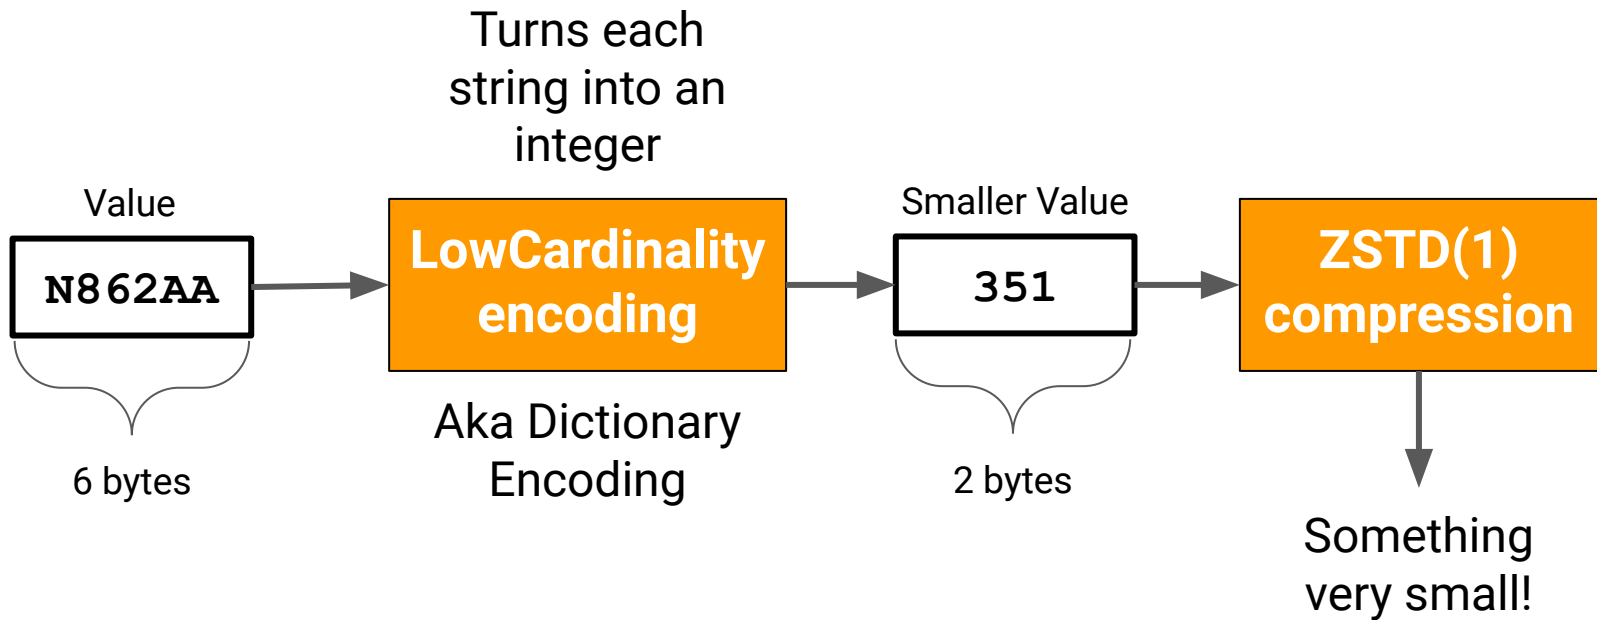 Turns each
string into an
integer
Value
N862AA
6 bytes
LowCardinality
encoding
Aka Dictionary
Encoding
Smaller Value
351
2 bytes
ZSTD(1)
compression
Something
very small!